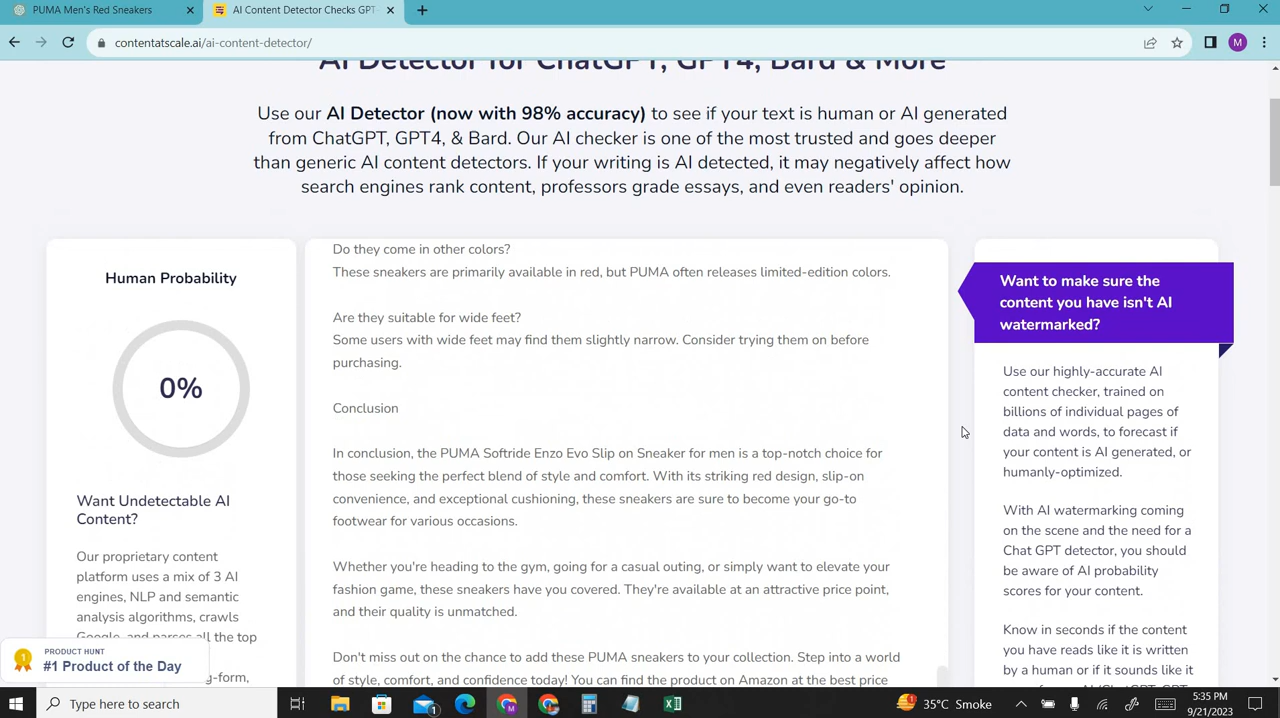 PUMA Men's Red Sneakers
AI Content Detector Checks GPT
contentatscale.ai/ai-content-detector/
M
AI Detector for ChatGPT, GPT4, Bard & More
Use our AI Detector (now with 98% accuracy) to see if your text is human or AI generated
from ChatGPT, GPT4, & Bard. Our AI checker is one of the most trusted and goes deeper
than generic AI content detectors. If your writing is AI detected, it may negatively affect how
search engines rank content, professors grade essays, and even readers' opinion.
Human Probability
0%
Want Undetectable AI
Content?
Our proprietary content
platform uses a mix of 3 AI
engines, NLP and semantic
analysis algorithms, crawls
Google, and parses all the top
g-form,
PRODUCT HUNT
#1 Product of the Day
Do they come in other colors?
These sneakers are primarily available in red, but PUMA often releases limited-edition colors.
Are they suitable for wide feet?
Some users with wide feet may find them slightly narrow. Consider trying them on before
purchasing.
Conclusion
In conclusion, the PUMA Softride Enzo Evo Slip on Sneaker for men is a top-notch choice for
those seeking the perfect blend of style and comfort. With its striking red design, slip-on
convenience, and exceptional cushioning, these sneakers are sure to become your go-to
footwear for various occasions.
Whether you're heading to the gym, going for a casual outing, or simply want to elevate your
fashion game, these sneakers have you covered. They're available at an attractive price point,
and their quality is unmatched.
Don't miss out on the chance to add these PUMA sneakers to your collection. Step into a world
of style, comfort, and confidence today! You can find the product on Amazon at the best price
Want to make sure the
content you have isn't AI
watermarked?
Use our highly-accurate AI
content checker, trained on
billions of individual pages of
data and words, to forecast if
your content is AI generated, or
humanly-optimized.
With AI watermarking coming
on the scene and the need for a
Chat GPT detector, you should
be aware of AI probability
scores for your content.
Know in seconds if the content
you have reads like it is written
by a human or if it sounds like it
Type here to search
1
35°C Smoke
5:35 PM
9/21/2023